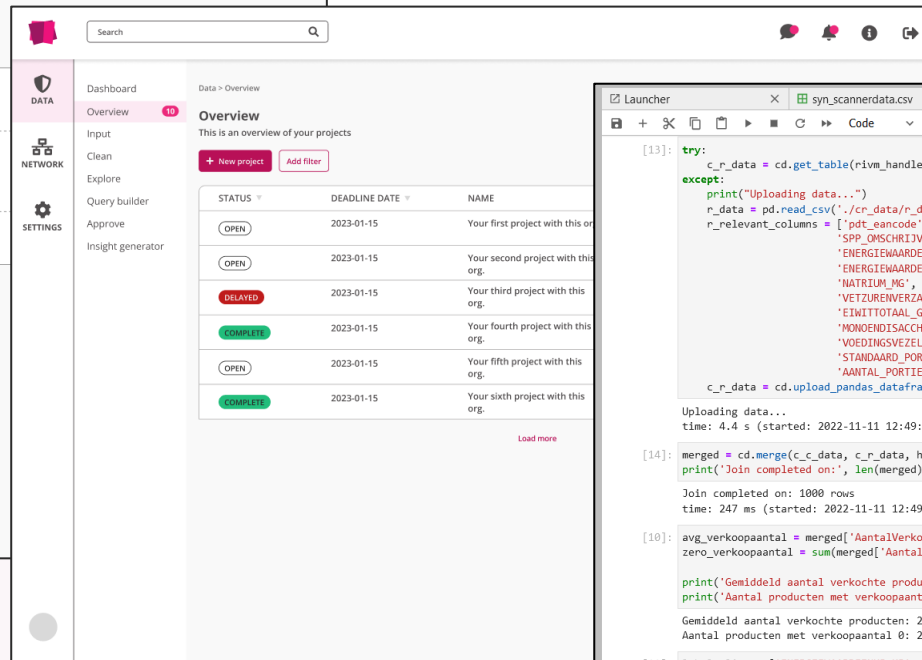 Search
DATA
NETWORK
SETTINGS
Dashboard
Overview 10
Input
Clean
Explore
Query builder
Approve
Insight generator
Data > Overview
Overview
This is an overview of your projects
+ New project Add filter
STATUS DEADLINE DATE NAME
OPEN 2023-01-15 Your first project with this or
OPEN 2023-01-15 Your second project with this
org.
DELAYED 2023-01-15 Your third project with this
org.
COMPLETE 2023-01-15 Your fourth project with this
org.
OPEN 2023-01-15 Your fifth project with this
org.
COMPLETE 2023-01-15 Your sixth project with this
org.
Load more
Launcher syn_scannerdata.csv
Code
[13]: try:
c_r_data = cd.get_table(rivm_handle
except:
print("Uploading data...")
r_data = pd.read_csv('./cr_data/r_d
r_relevant_columns = ['pdt_eancode'
'SPP_OMSCHRIJV
'ENERGIEWAARDE
'ENERGIEWAARDE
'NATRIUM_MG',
'VETZURENVERZA
'EIWITTOTAAL_G
'MONOENDISACCH
'VOEDINGSVEZEL
'STANDAARD_POR
'AANTAL_PORTIE
c_r_data = cd.upload_pandas_datafra
Uploading data...
time: 4.4 s (started: 2022-11-11 12:49:
[14]: merged = cd.merge(c_c_data, c_r_data, h
print('Join completed on:', len(merged)
Join completed on: 1000 rows
time: 247 ms (started: 2022-11-11 12:49
[10]: avg_verkoopaantal = merged['AantalVerko
zero_verkoopaantal = sum(merged['Aantal
print('Gemiddeld aantal verkochte produ
print('Aantal producten met verkoopaant
Gemiddeld aantal verkochte producten: 2
Aantal producten met verkoopaantal 0: 2